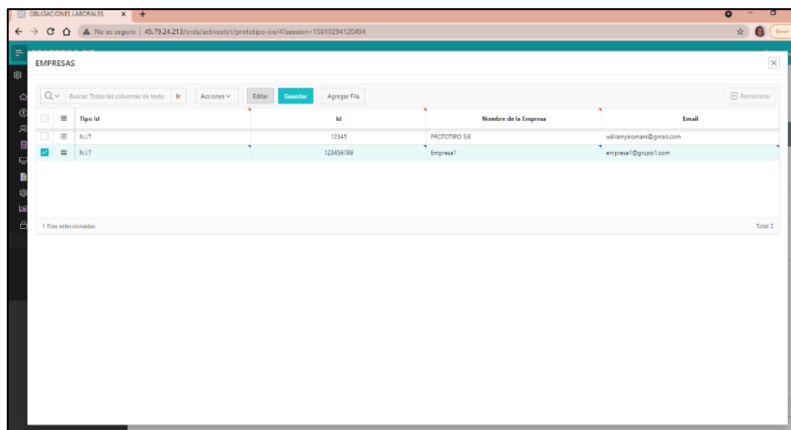 OBLIGACIONES LABORALES
No es seguro | 45.79.24.213/ords/activosti/r/prototipo-sie/4?session=15610294120494
EMPRESAS
Buscar: Todas las columnas de texto Ir Acciones Editar Guardar Agregar Fila Restablecer
Tipo Id Id Nombre de la Empresa Email
N.I.T 12345 PROTOTIPO SIE williamyiromani@gmail.com
N.I.T 123456789 Empresa1 empresa1@grupo1.com
1 filas seleccionadas Total 2